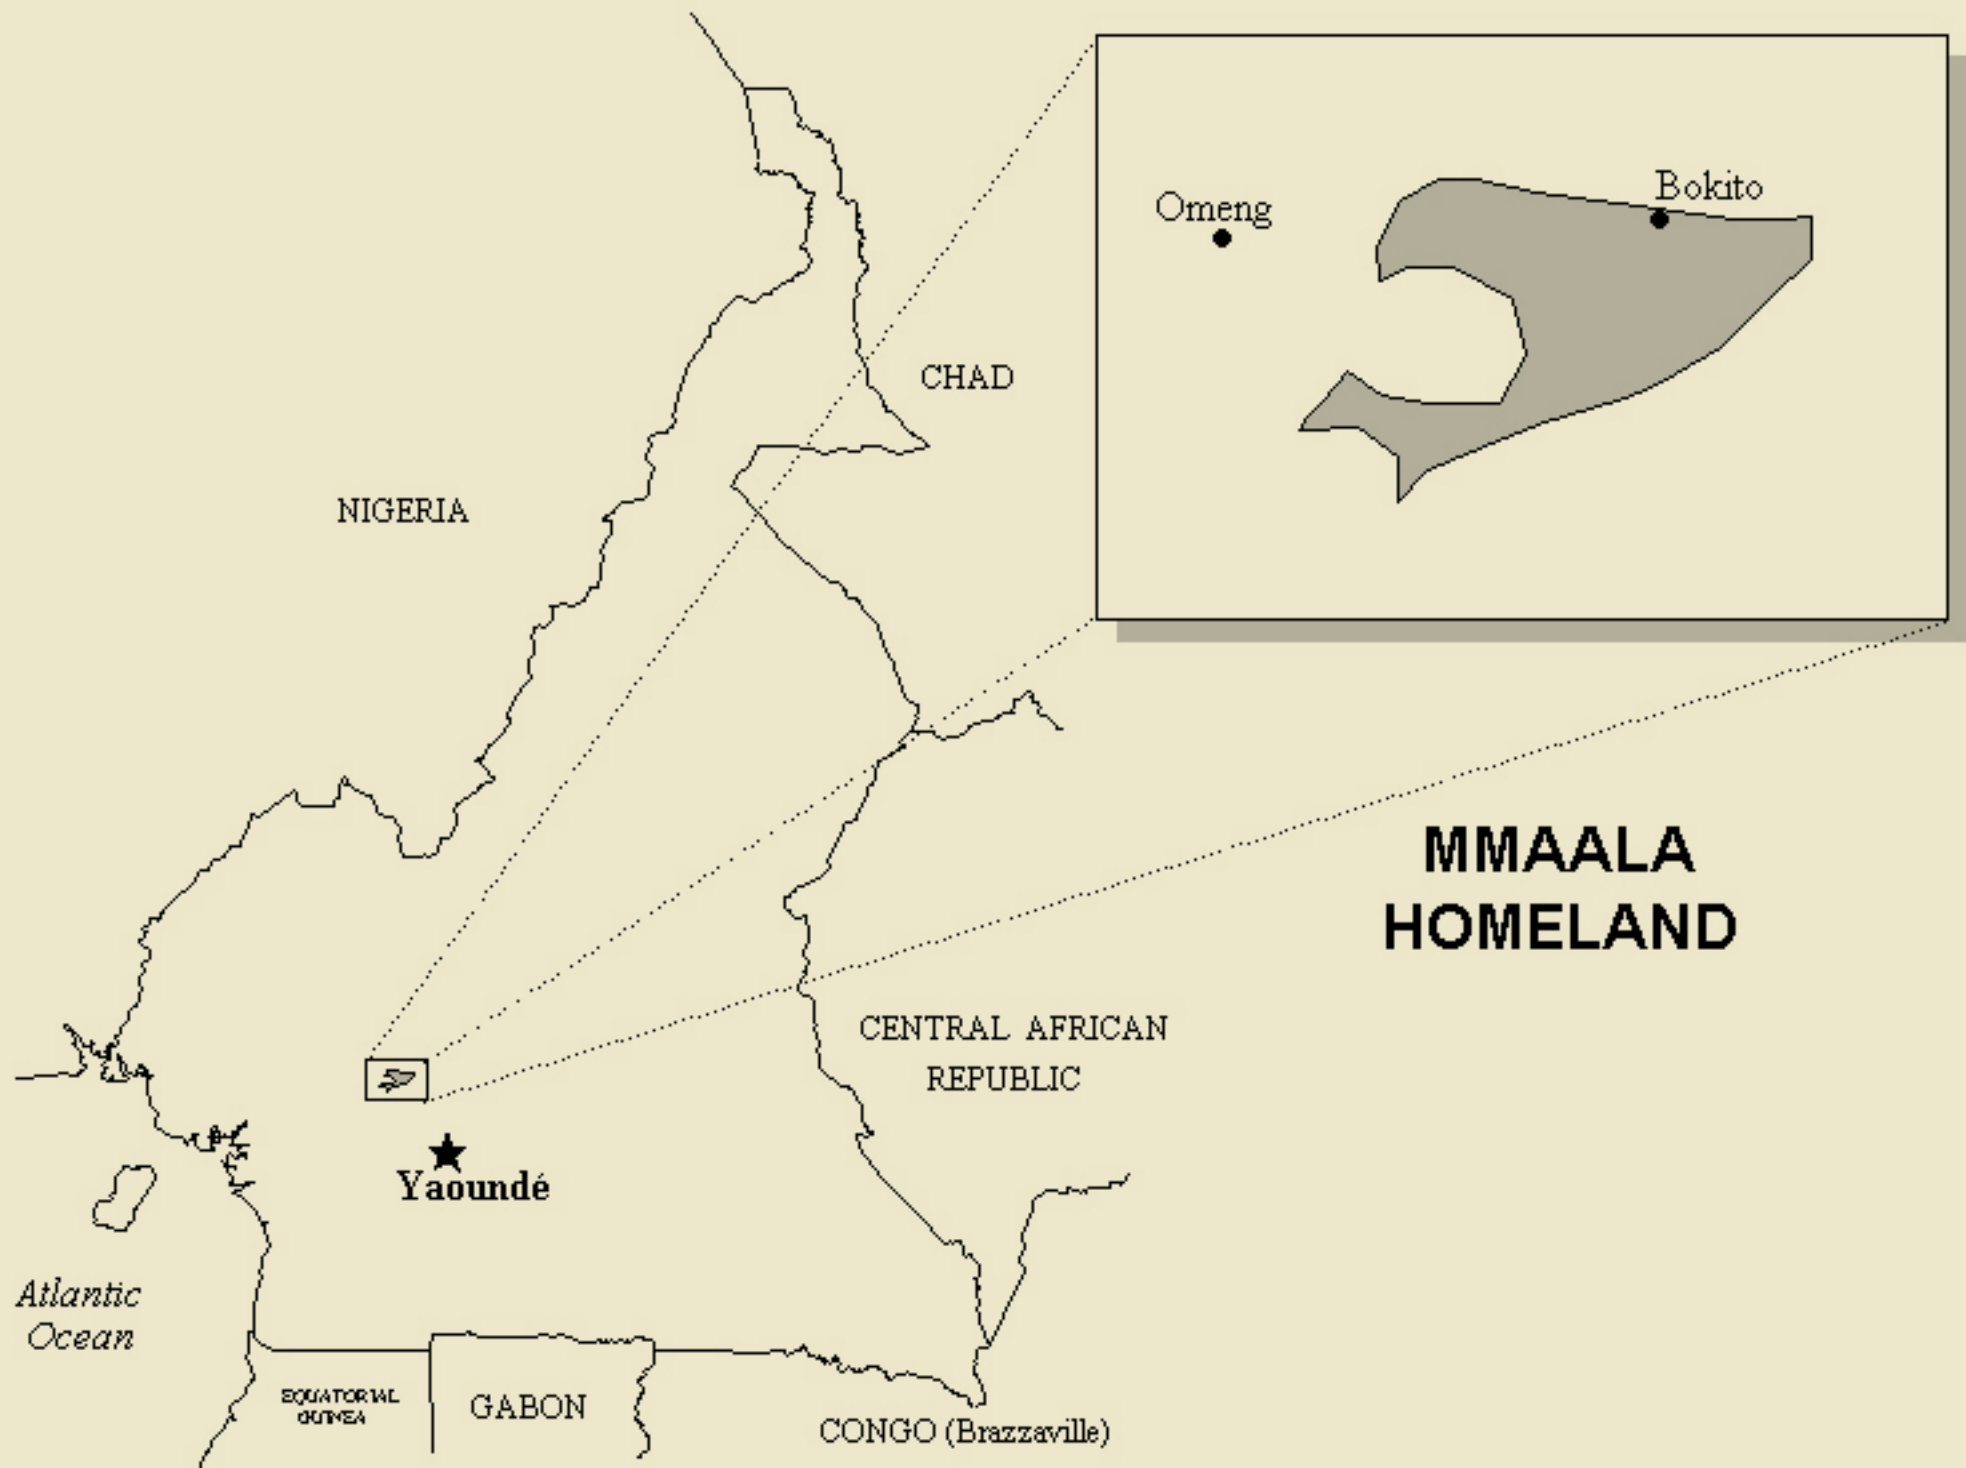 Bokito
Omeng
CHAD
NIGERIA
MMAALA
HOMELAND
CENTRAL AFRICAN
REPUBLIC
Yaoundé
Atlantic
Ocean
EQUATORIAL
GUINEA
GABON
CONGO (Brazzaville)